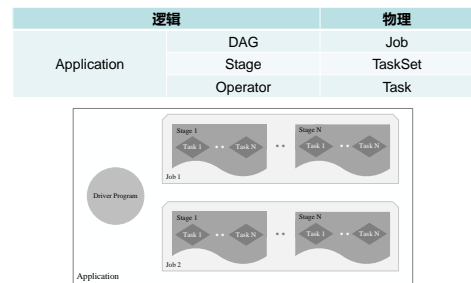 逻辑 物理
DAG Job
Application Stage TaskSet
Operator Task
Stage 1 Stage N
Task 1 Task N Task 1 Task N
Job 1
Driver Program
Stage 1 Stage N
Task 1 Task N Task 1 Task N
Job 2
Application